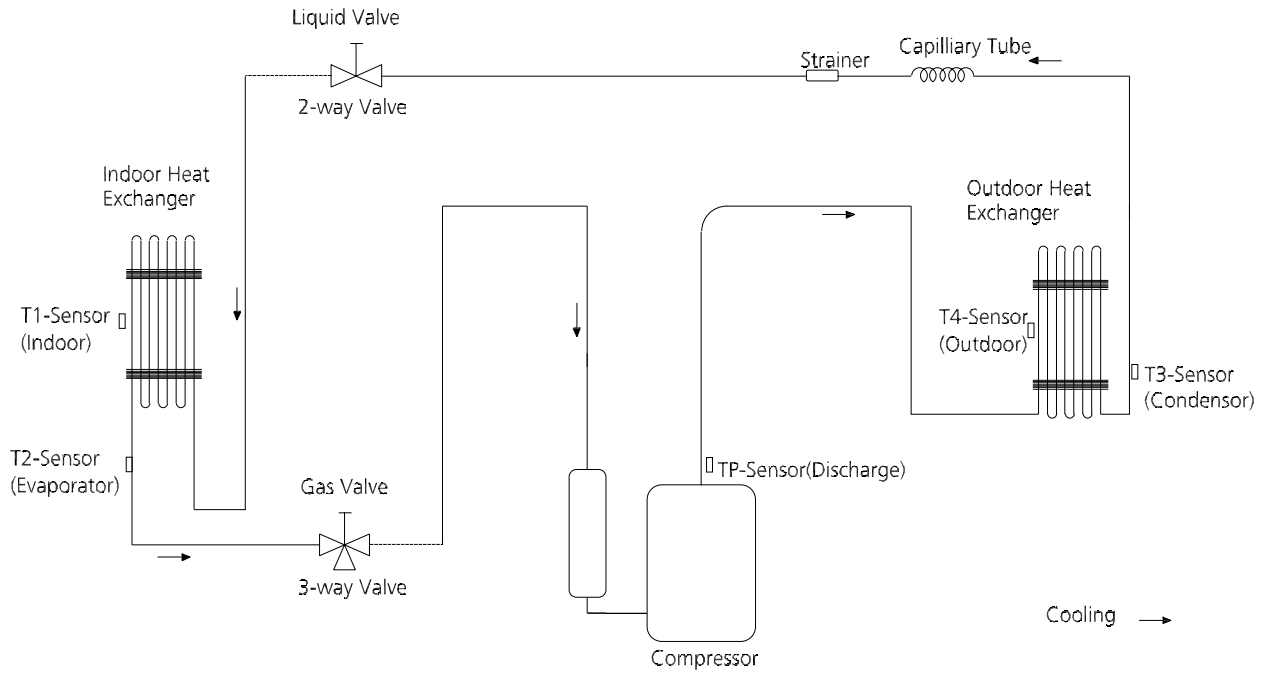 Liquid Valve
2-way Valve
Strainer
Capilliary Tube
Indoor Heat
Exchanger
Outdoor Heat
Exchanger
T1-Sensor
(Indoor)
T4-Sensor
(Outdoor)
T3-Sensor
(Condensor)
T2-Sensor
(Evaporator)
TP-Sensor(Discharge)
Gas Valve
3-way Valve
Cooling
Compressor